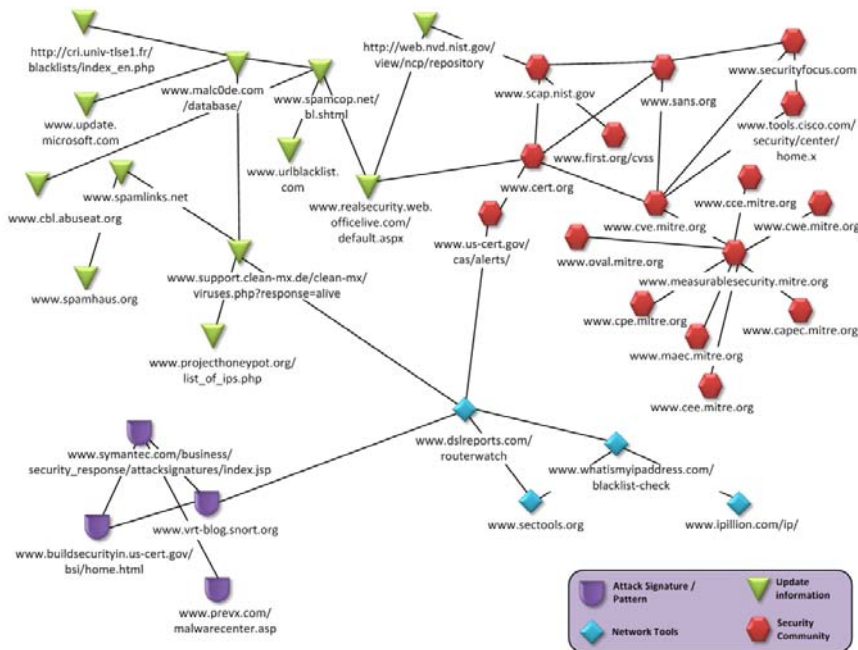 http://cri.univ-tlse1.fr/
blacklists/index_en.php
http://web.nvd.nist.gov/
view/ncp/repository
www.securityfocus.com
www.malc0de.com
/database/
www.spamcop.net/
bl.shtml
www.scap.nist.gov
www.sans.org
www.update.
microsoft.com
www.tools.cisco.com/
security/center/
home.x
www.first.org/cvss
www.urlblacklist.
com
www.cert.org
www.spamlinks.net
www.cce.mitre.org
www.cbl.abuseat.org
www.realsecurity.web.
officelive.com/
default.aspx
www.cve.mitre.org
www.cwe.mitre.org
www.us-cert.gov/
cas/alerts/
www.oval.mitre.org
www.support.clean-mx.de/clean-mx/
viruses.php?response=alive
www.measurablesecurity.mitre.org
www.spamhaus.org
www.cpe.mitre.org
www.capec.mitre.org
www.maec.mitre.org
www.projecthoneypot.org/
list_of_ips.php
www.cee.mitre.org
www.dslreports.com/
routerwatch
www.symantec.com/business/
security_response/attacksignatures/index.jsp
www.whatismyipaddress.com/
blacklist-check
www.vrt-blog.snort.org
www.sectools.org
www.ipillion.com/ip/
www.buildsecurityin.us-cert.gov/
bsi/home.html
www.prevx.com/
malwarecenter.asp
Attack Signature /
Pattern
Update
information
Network Tools
Security
Community